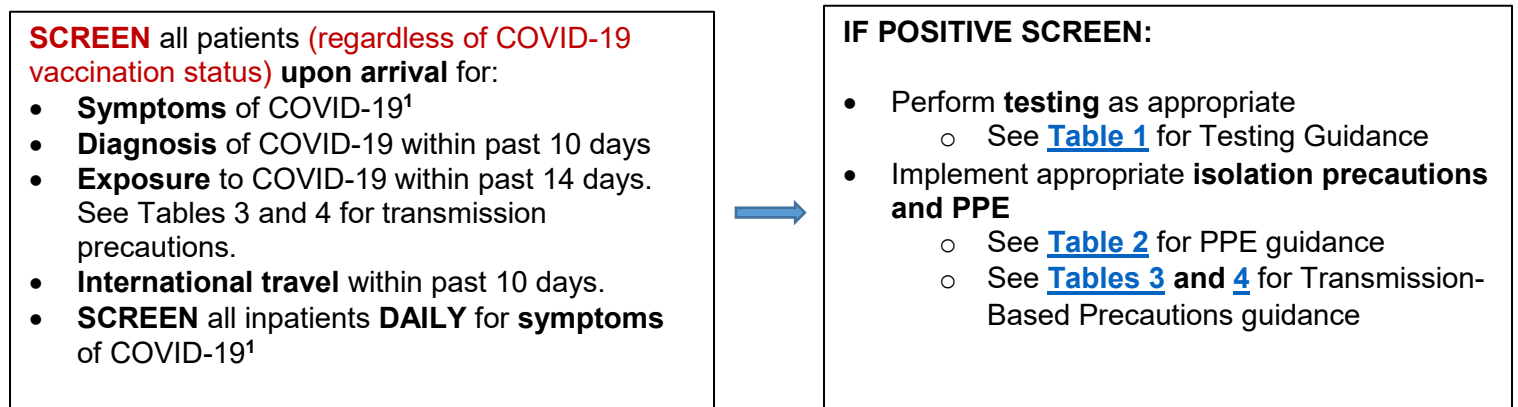 SCREEN all patients (regardless of COVID-19
vaccination status) upon arrival for:
• Symptoms of COVID-19¹
• Diagnosis of COVID-19 within past 10 days
• Exposure to COVID-19 within past 14 days.
See Tables 3 and 4 for transmission
precautions.
• International travel within past 10 days.
• SCREEN all inpatients DAILY for symptoms
of COVID-19¹
IF POSITIVE SCREEN:
• Perform testing as appropriate
o See Table 1 for Testing Guidance
• Implement appropriate isolation precautions
and PPE
o See Table 2 for PPE guidance
o See Tables 3 and 4 for Transmission-
Based Precautions guidance